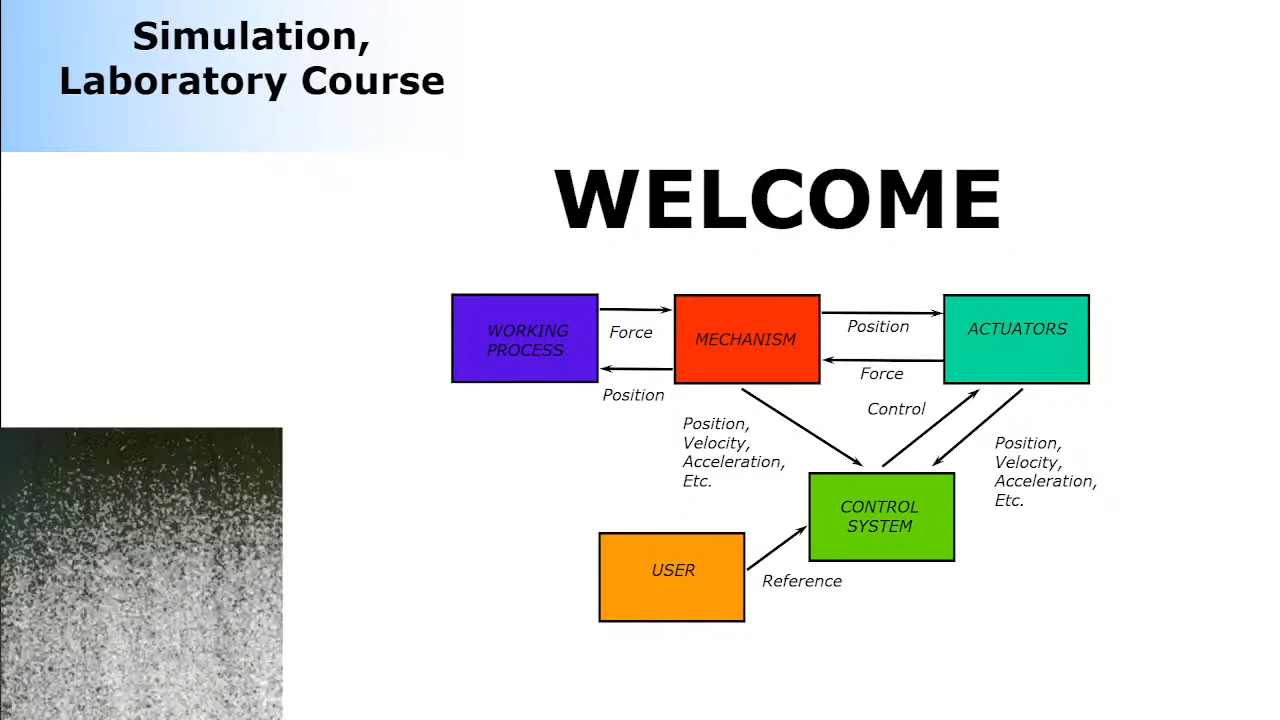 Simulation,
Laboratory Course
WELCOME
WORKING
PROCESS
Force
Position
MECHANISM
Position
Force
ACTUATORS
Position,
Velocity,
Acceleration,
Etc.
Control
Position,
Velocity,
Acceleration,
Etc.
CONTROL
SYSTEM
USER
Reference